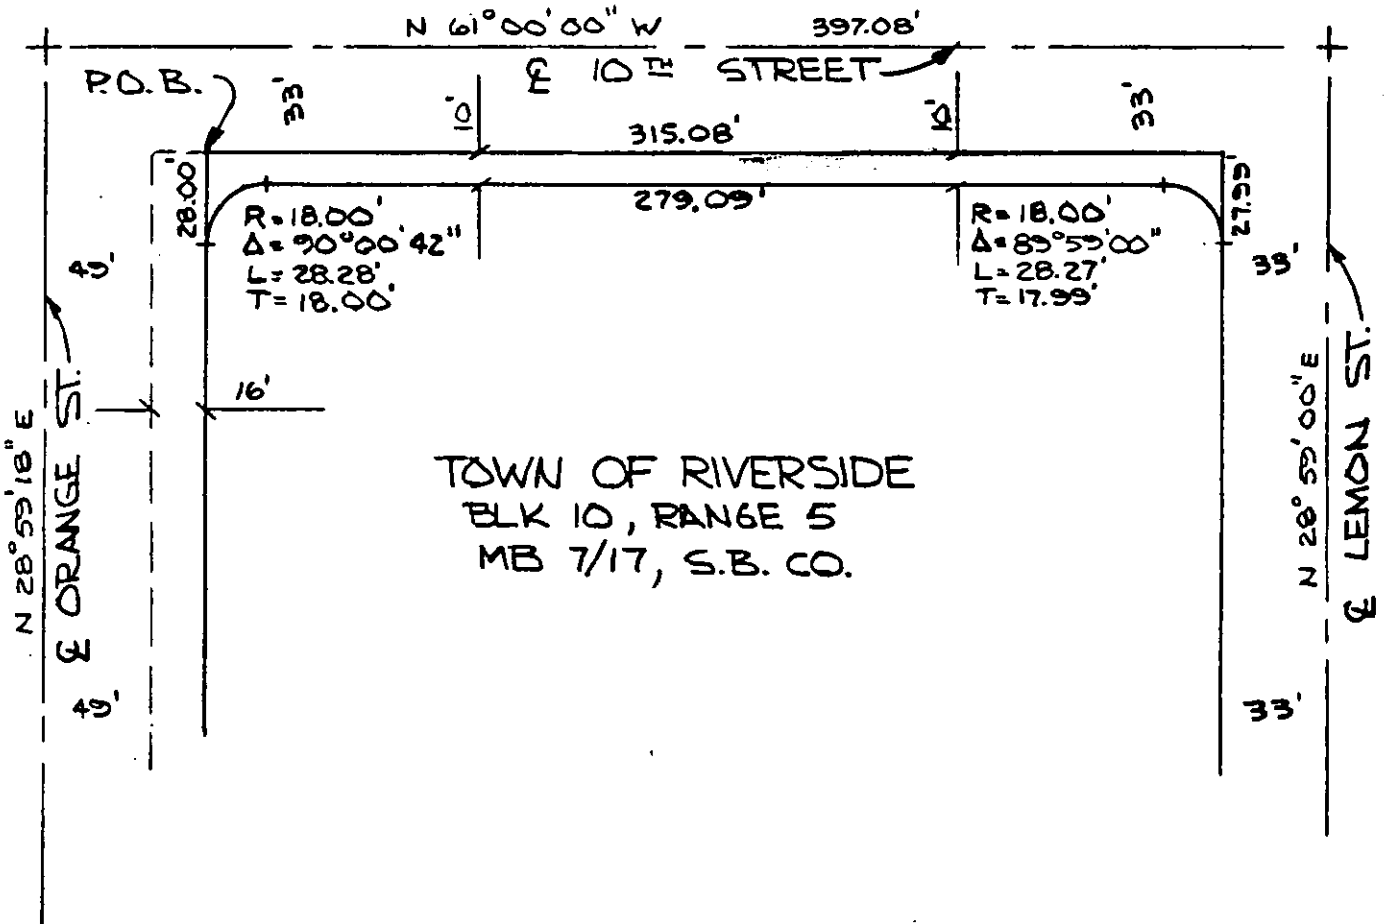 N 61°00'00" W 397.08'
℄ 10TH STREET
P.O.B.
33'
10'
10'
33'
315.08'
28.00'
279.09'
27.99'
R=18.00'
Δ=90°00'42"
L=28.28'
T=18.00'
R=18.00'
Δ=89°59'00"
L=28.27'
T=17.99'
49'
33'
16'
N 28°59'18" E
℄ ORANGE ST.
N 28°59'00" E
℄ LEMON ST.
TOWN OF RIVERSIDE
BLK 10, RANGE 5
MB 7/17, S.B. CO.
49'
33'